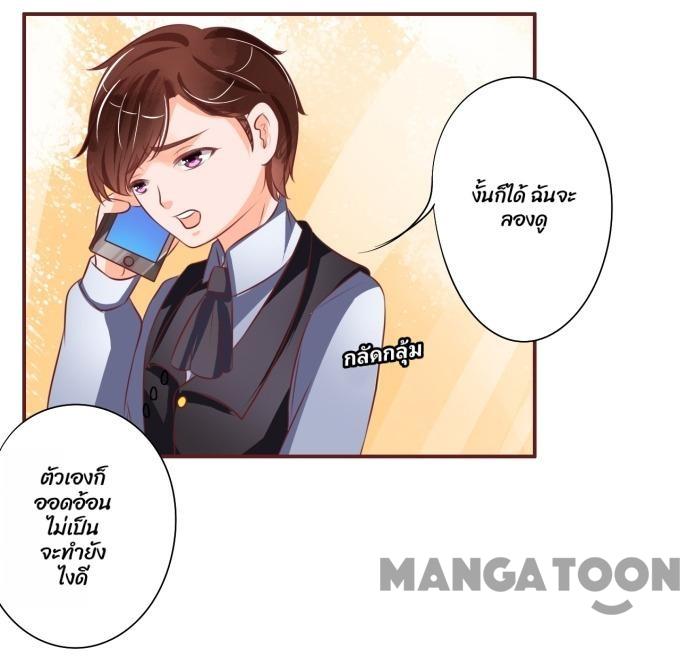 งั้นก็ได้ ฉันจะ
ลองดู
กลัดกลุ้ม
ตัวเองก็
ออดอ้อน
ไม่เป็น
จะทำยัง
ไงดี
MANGA TOON